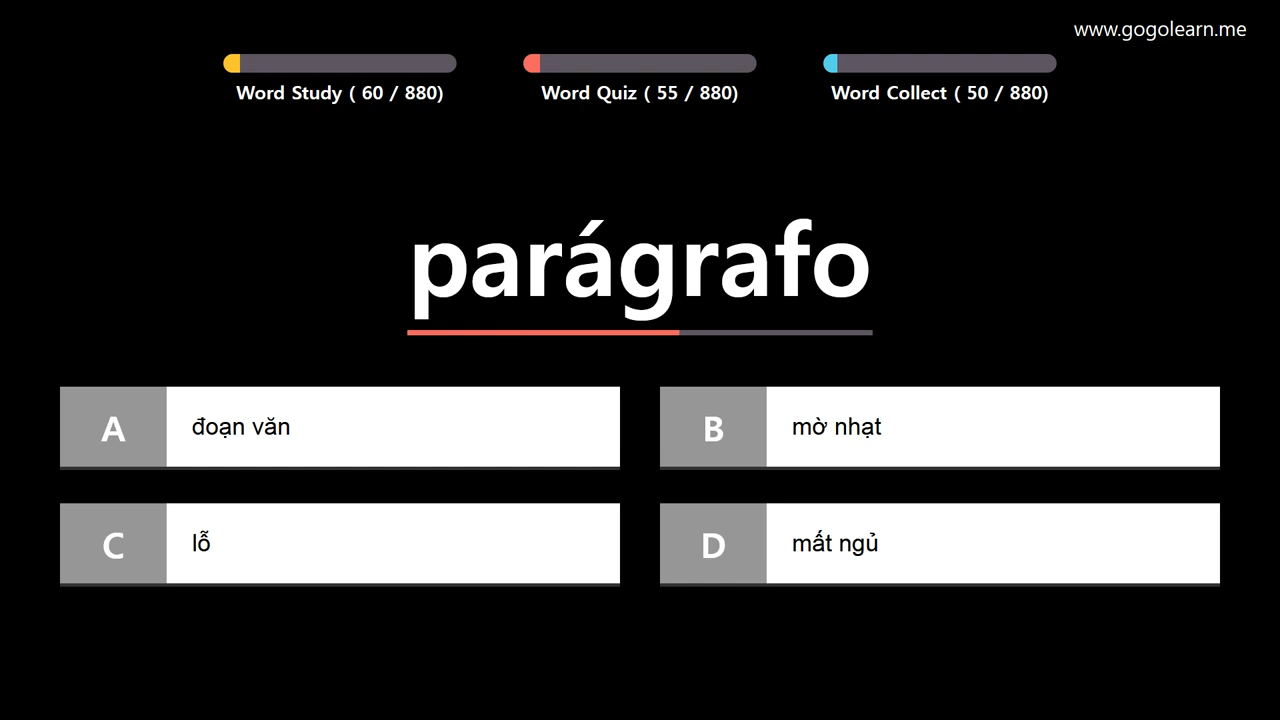 www.gogolearn.me
Word Study ( 60 / 880)
Word Quiz ( 55 / 880)
Word Collect ( 50 / 880)
parágrafo
A đoạn văn
B mờ nhạt
C lỗ
D mất ngủ